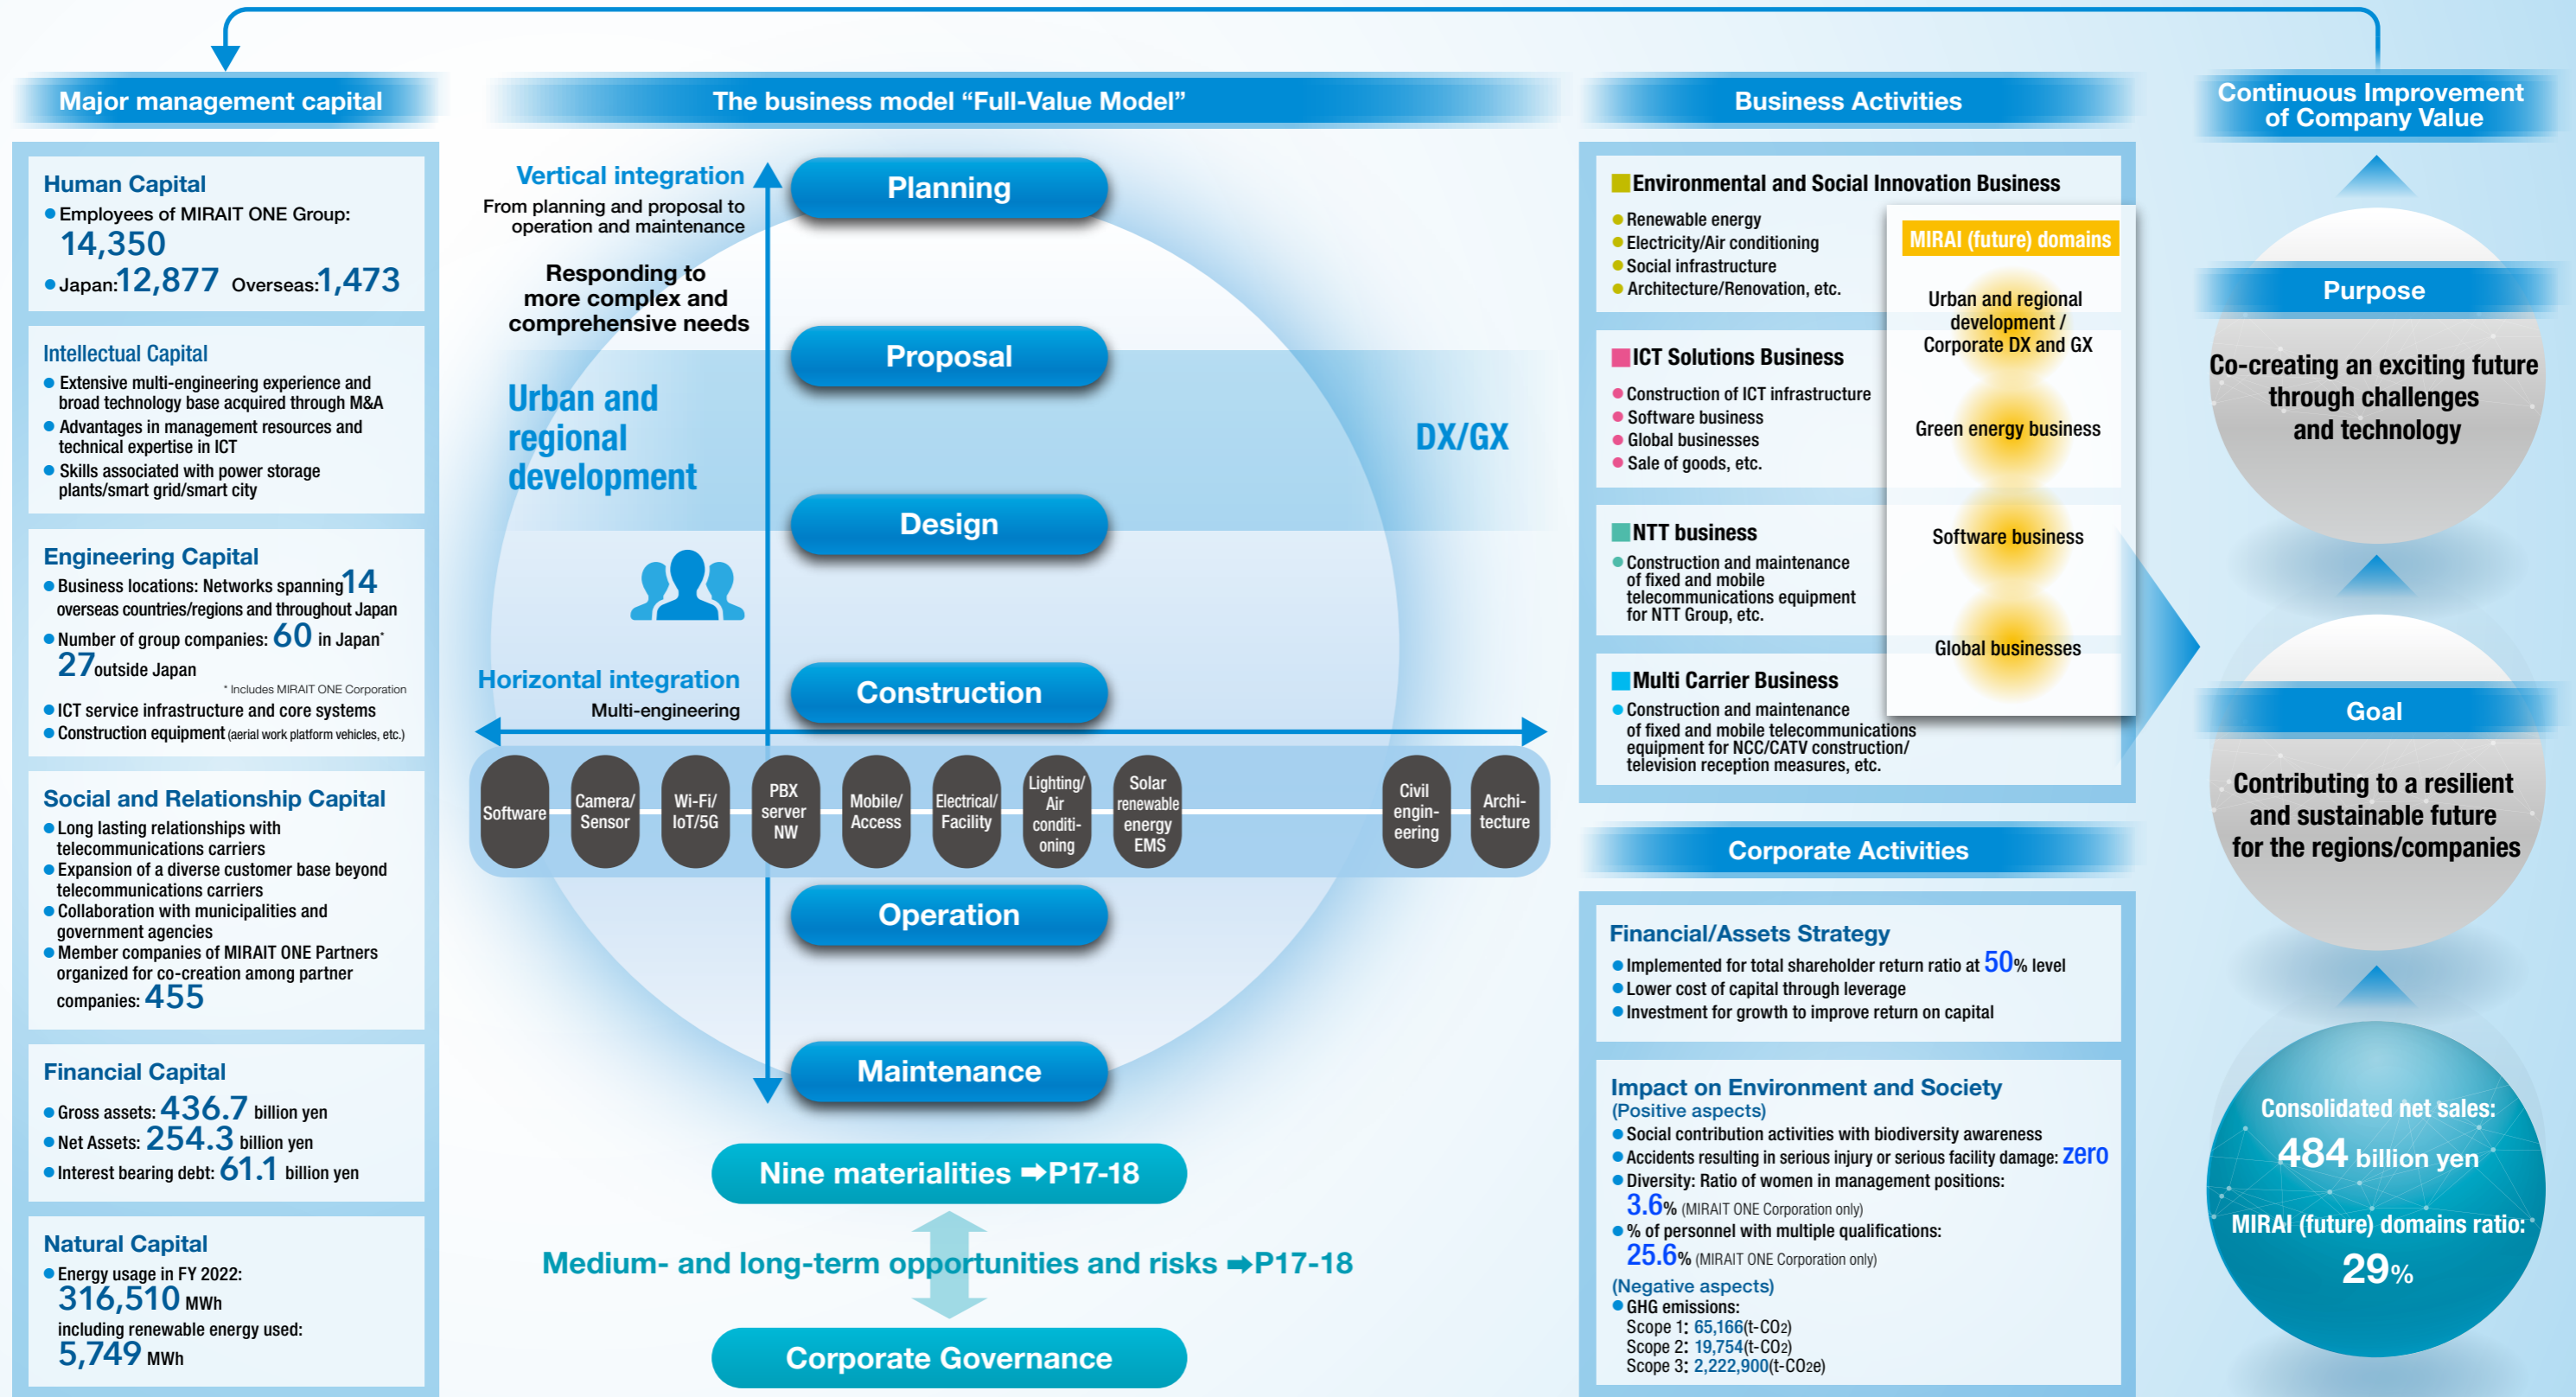 Major management capital
Human Capital
● Employees of MIRAIT ONE Group:
14,350
● Japan:12,877 Overseas:1,473
Intellectual Capital
● Extensive multi-engineering experience and
broad technology base acquired through M&A
● Advantages in management resources and
technical expertise in ICT
● Skills associated with power storage
plants/smart grid/smart city
Engineering Capital
● Business locations: Networks spanning 14
overseas countries/regions and throughout Japan
● Number of group companies: 60 in Japan*
27 outside Japan
* Includes MIRAIT ONE Corporation
● ICT service infrastructure and core systems
● Construction equipment (aerial work platform vehicles, etc.)
Social and Relationship Capital
● Long lasting relationships with
telecommunications carriers
● Expansion of a diverse customer base beyond
telecommunications carriers
● Collaboration with municipalities and
government agencies
● Member companies of MIRAIT ONE Partners
organized for co-creation among partner
companies: 455
Financial Capital
● Gross assets: 436.7 billion yen
● Net Assets: 254.3 billion yen
● Interest bearing debt: 61.1 billion yen
Natural Capital
● Energy usage in FY 2022:
316,510 MWh
including renewable energy used:
5,749 MWh
The business model “Full-Value Model”
Vertical integration
From planning and proposal to
operation and maintenance
Responding to
more complex and
comprehensive needs
Urban and
regional
development
DX/GX
Planning
Proposal
Design
Construction
Horizontal integration
Multi-engineering
Software
Camera/
Sensor
Wi-Fi/
IoT/5G
PBX
server
NW
Mobile/
Access
Electrical/
Facility
Lighting/
Air
conditi-
oning
Solar
renewable
energy
EMS
Civil
engin-
eering
Archi-
tecture
Operation
Maintenance
Nine materialities ➡P17-18
Medium- and long-term opportunities and risks ➡P17-18
Corporate Governance
Business Activities
Environmental and Social Innovation Business
● Renewable energy
● Electricity/Air conditioning
● Social infrastructure
● Architecture/Renovation, etc.
ICT Solutions Business
● Construction of ICT infrastructure
● Software business
● Global businesses
● Sale of goods, etc.
NTT business
● Construction and maintenance
of fixed and mobile
telecommunications equipment
for NTT Group, etc.
Multi Carrier Business
● Construction and maintenance
of fixed and mobile telecommunications
equipment for NCC/CATV construction/
television reception measures, etc.
MIRAI (future) domains
Urban and regional
development /
Corporate DX and GX
Green energy business
Software business
Global businesses
Corporate Activities
Financial/Assets Strategy
● Implemented for total shareholder return ratio at 50% level
● Lower cost of capital through leverage
● Investment for growth to improve return on capital
Impact on Environment and Society
(Positive aspects)
● Social contribution activities with biodiversity awareness
● Accidents resulting in serious injury or serious facility damage: zero
● Diversity: Ratio of women in management positions:
3.6% (MIRAIT ONE Corporation only)
● % of personnel with multiple qualifications:
25.6% (MIRAIT ONE Corporation only)
(Negative aspects)
● GHG emissions:
Scope 1: 65,166(t-CO2)
Scope 2: 19,754(t-CO2)
Scope 3: 2,222,900(t-CO2e)
Continuous Improvement
of Company Value
Purpose
Co-creating an exciting future
through challenges
and technology
Goal
Contributing to a resilient
and sustainable future
for the regions/companies
Consolidated net sales:
484 billion yen
MIRAI (future) domains ratio:
29%